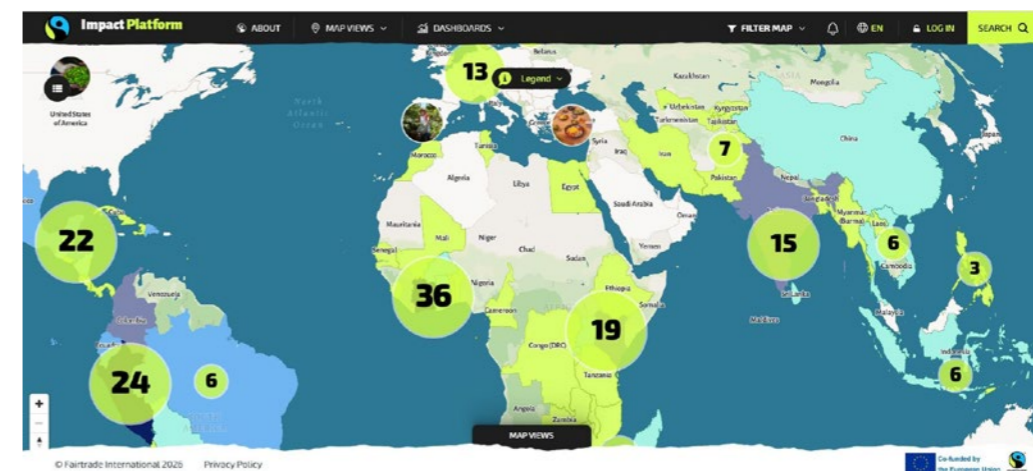 Impact Platform
ABOUT
MAP VIEWS
DASHBOARDS
FILTER MAP
EN
LOG IN
SEARCH
13
Legend
Belarus
Kazakhstan
Mongolia
North
Atlantic
Ocean
United States
of America
Italy
Greece
Uzbekistan
Kyrgyzstan
Turkmenistan
Tajikistan
Japan
China
Syria
Iraq
Iran
7
Pakistan
Nepal
Bangladesh
Morocco
Tunisia
Algeria
Libya
Egypt
Saudi Arabia
Oman
Yemen
Myanmar
(Burma)
Laos
Mauritania
Mali
Niger
Chad
Sudan
Senegal
22
15
6
3
Cambodia
36
Nigeria
Cameroon
Ethiopia
Somalia
Sri Lanka
Maldives
Malaysia
Venezuela
Colombia
19
Congo (DRC)
Tanzania
Indonesia
6
24
6
Angola
Zambia
MAP VIEWS
© Fairtrade International 2026
Privacy Policy
Co-funded by
the European Union